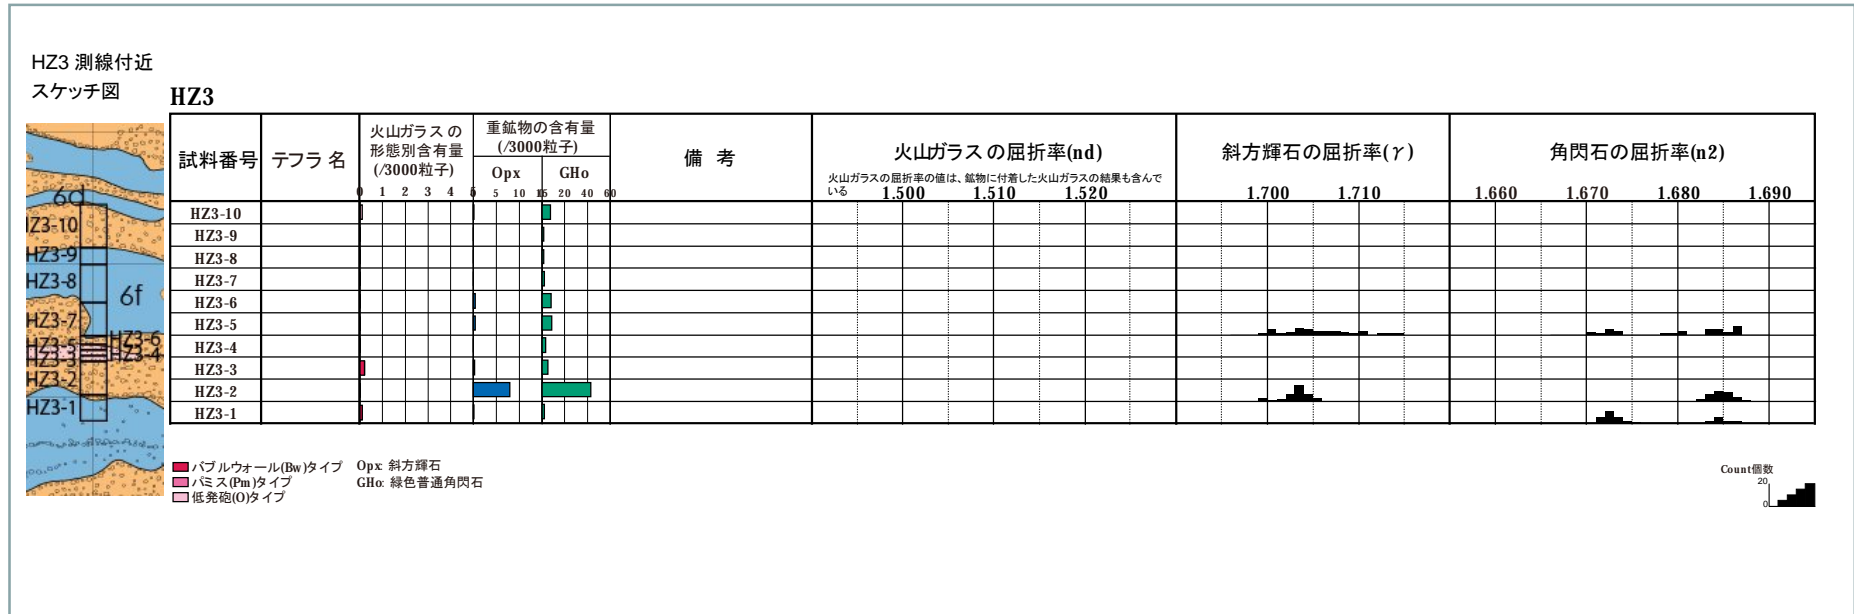 HZ3 測線付近
スケッチ図
HZ3
試料番号
テフラ 名
火山ガラス の
形態別含有量
(/3000粒子)
0 1 2 3 4 5
重鉱物の含有量
(/3000粒子)
Opx
GHo
5 10 15
20 40 60
備 考
火山ガラス の屈折率(nd)
火山ガラスの屈折率の値は、鉱物に付着した火山ガラスの結果も含んで
いる
1.500 1.510 1.520
斜方輝石の屈折率(γ)
1.700 1.710
角閃石の屈折率(n2)
1.660 1.670 1.680 1.690
HZ3-10
HZ3-9
HZ3-8
HZ3-7
HZ3-6
HZ3-5
HZ3-4
HZ3-3
HZ3-2
HZ3-1
6d
HZ3-10
HZ3-9
HZ3-8
6f
HZ3-7
HZ3-6
HZ3-5
HZ3-4
HZ3-3
HZ3-2
HZ3-1
バブルウォール(Bw)タイプ
パミス(Pm)タイプ
低発砲(O)タイプ
Opx: 斜方輝石
GHo: 緑色普通角閃石
Count個数
20
0